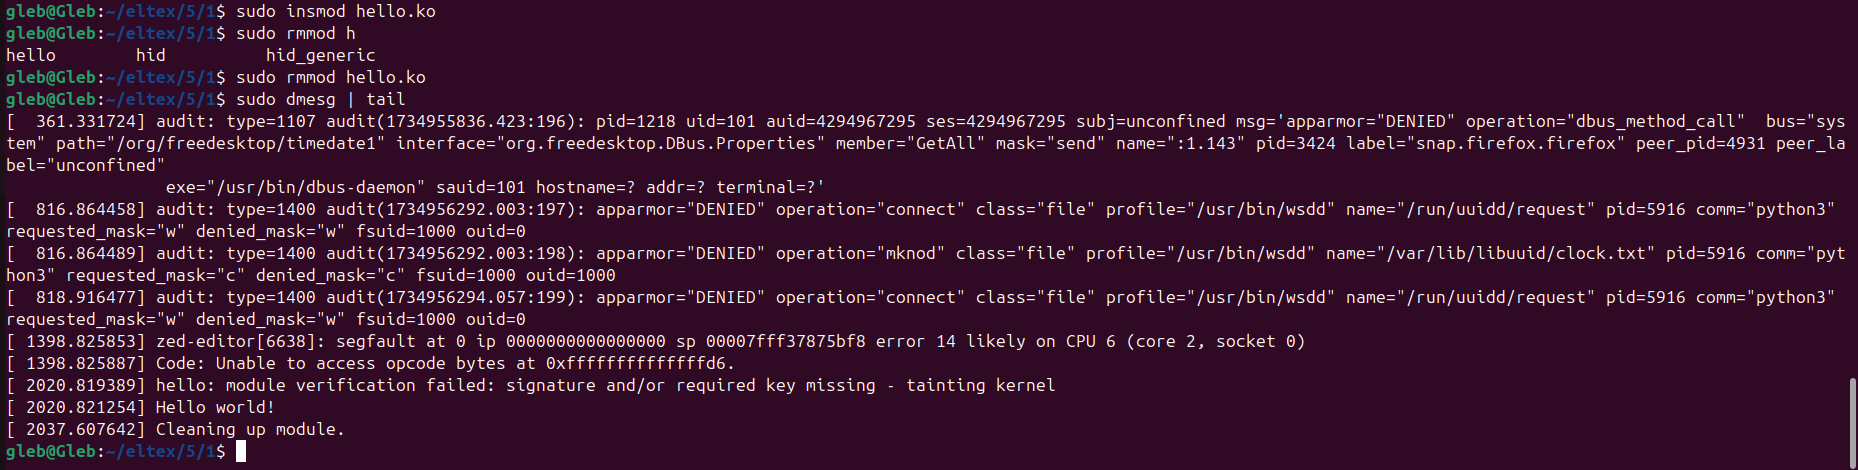 gleb@Gleb:~/eltex/5/1$ sudo insmod hello.ko
gleb@Gleb:~/eltex/5/1$ sudo rmmod h
hello        hid          hid_generic
gleb@Gleb:~/eltex/5/1$ sudo rmmod hello.ko
gleb@Gleb:~/eltex/5/1$ sudo dmesg | tail
[  361.331724] audit: type=1107 audit(1734955836.423:196): pid=1218 uid=101 auid=4294967295 ses=4294967295 subj=unconfined msg='apparmor="DENIED" operation="dbus_method_call"  bus="sys
tem" path="/org/freedesktop/timedate1" interface="org.freedesktop.DBus.Properties" member="GetAll" mask="send" name=":1.143" pid=3424 label="snap.firefox.firefox" peer_pid=4931 peer_la
bel="unconfined"
                exe="/usr/bin/dbus-daemon" sauid=101 hostname=? addr=? terminal=?'
[  816.864458] audit: type=1400 audit(1734956292.003:197): apparmor="DENIED" operation="connect" class="file" profile="/usr/bin/wsdd" name="/run/uuidd/request" pid=5916 comm="python3"
requested_mask="w" denied_mask="w" fsuid=1000 ouid=0
[  816.864489] audit: type=1400 audit(1734956292.003:198): apparmor="DENIED" operation="mknod" class="file" profile="/usr/bin/wsdd" name="/var/lib/libuuid/clock.txt" pid=5916 comm="pyt
hon3" requested_mask="c" denied_mask="c" fsuid=1000 ouid=1000
[  818.916477] audit: type=1400 audit(1734956294.057:199): apparmor="DENIED" operation="connect" class="file" profile="/usr/bin/wsdd" name="/run/uuidd/request" pid=5916 comm="python3"
requested_mask="w" denied_mask="w" fsuid=1000 ouid=0
[ 1398.825853] zed-editor[6638]: segfault at 0 ip 0000000000000000 sp 00007fff37875bf8 error 14 likely on CPU 6 (core 2, socket 0)
[ 1398.825887] Code: Unable to access opcode bytes at 0xffffffffffffffd6.
[ 2020.819389] hello: module verification failed: signature and/or required key missing - tainting kernel
[ 2020.821254] Hello world!
[ 2037.607642] Cleaning up module.
gleb@Gleb:~/eltex/5/1$